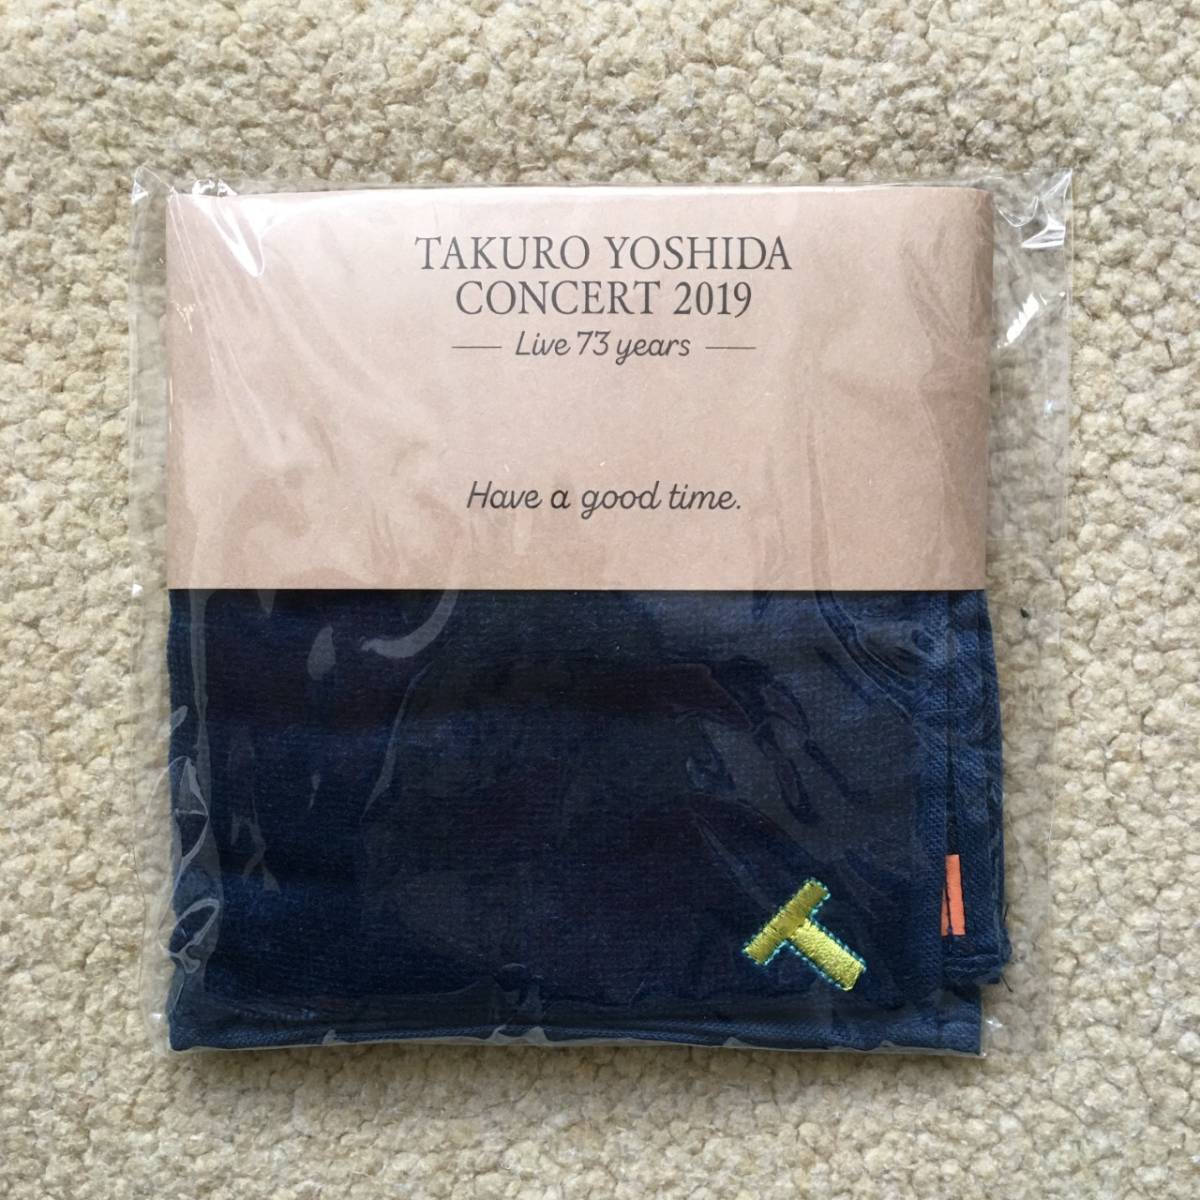 TAKURO YOSHIDA
CONCERT 2019
Live 73 years
Have a good time.
T